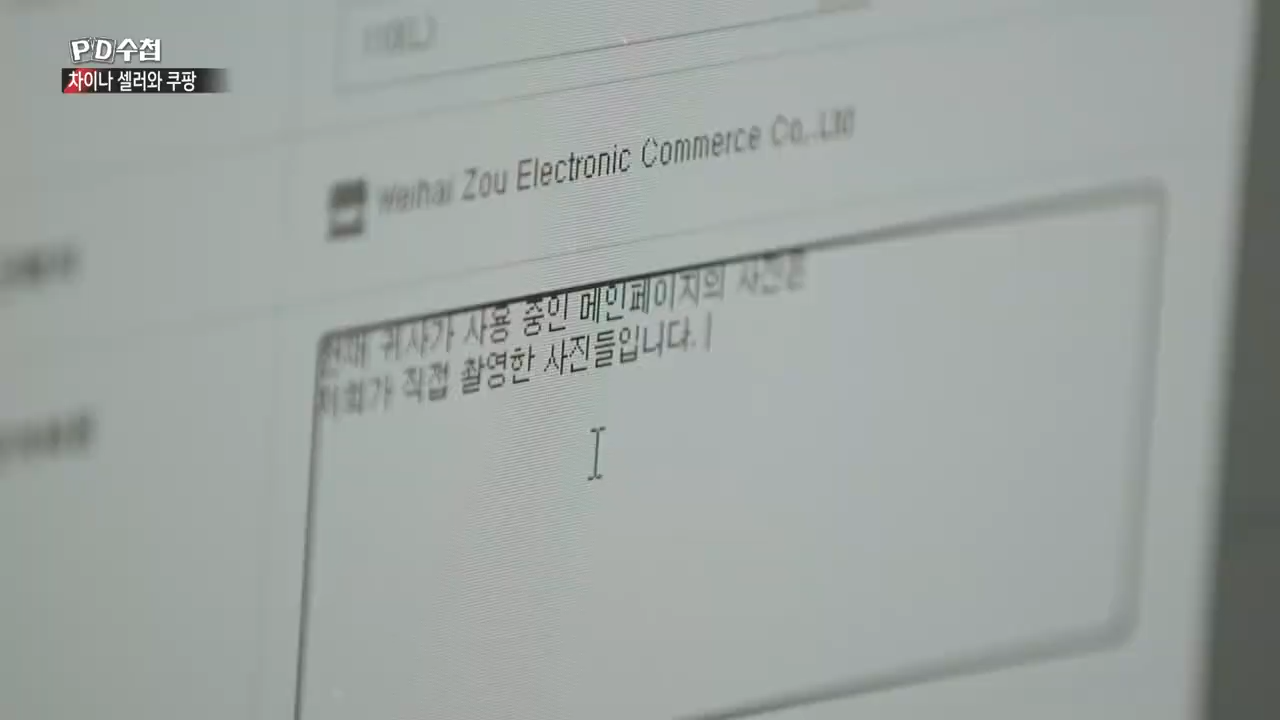 PD수첩
차이나 셀러와 쿠팡
Weihai Zou Electronic Commerce Co,.Ltd
현재 귀사가 사용 중인 메인페이지의 사진은
저희가 직접 촬영한 사진들입니다.